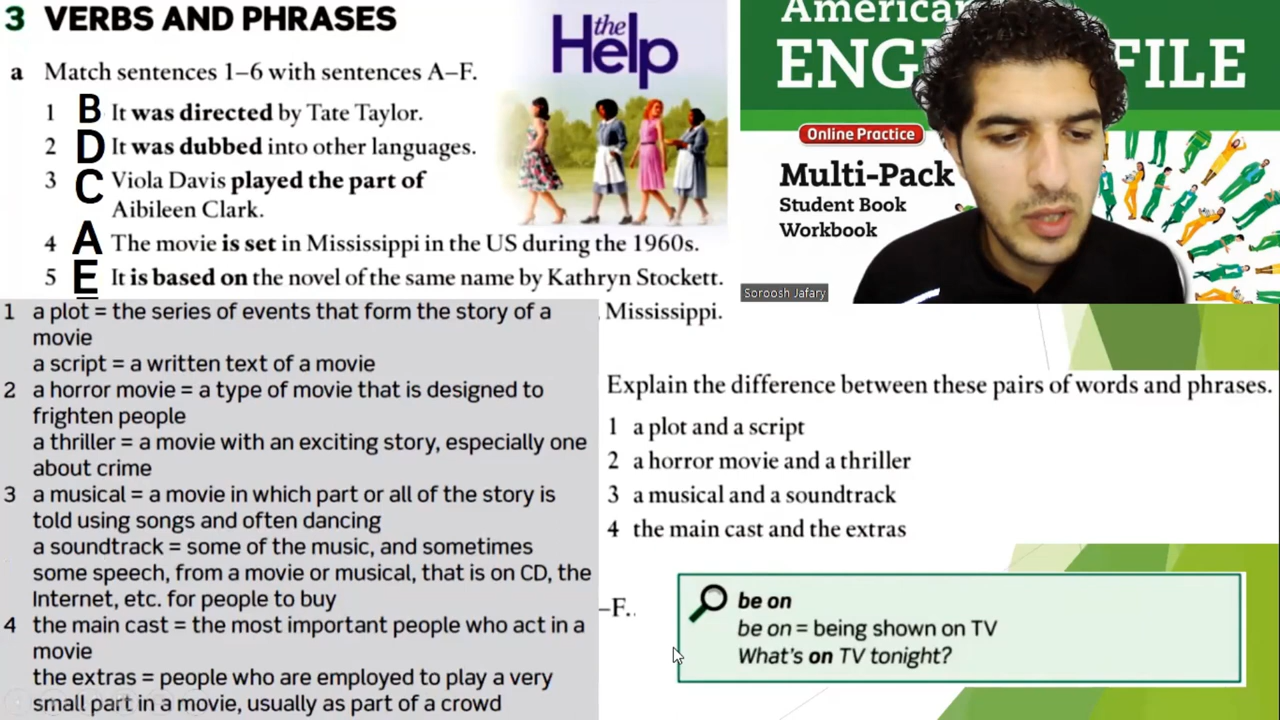 3 VERBS AND PHRASES
a Match sentences 1–6 with sentences A–F.
1 B It was directed by Tate Taylor.
2 D It was dubbed into other languages.
3 C Viola Davis played the part of
Aibileen Clark.
4 A The movie is set in Mississippi in the US during the 1960s.
5 E It is based on the novel of the same name by Kathryn Stockett.
the
Help
America
ENG FILE
Online Practice
Multi-Pack
Student Book
Workbook
Soroosh Jafary
1 a plot = the series of events that form the story of a
movie
a script = a written text of a movie
2 a horror movie = a type of movie that is designed to
frighten people
a thriller = a movie with an exciting story, especially one
about crime
3 a musical = a movie in which part or all of the story is
told using songs and often dancing
a soundtrack = some of the music, and sometimes
some speech, from a movie or musical, that is on CD, the
Internet, etc. for people to buy
4 the main cast = the most important people who act in a
movie
the extras = people who are employed to play a very
small part in a movie, usually as part of a crowd
Mississippi.
Explain the difference between these pairs of words and phrases.
1 a plot and a script
2 a horror movie and a thriller
3 a musical and a soundtrack
4 the main cast and the extras
–F.
be on
be on = being shown on TV
What's on TV tonight?